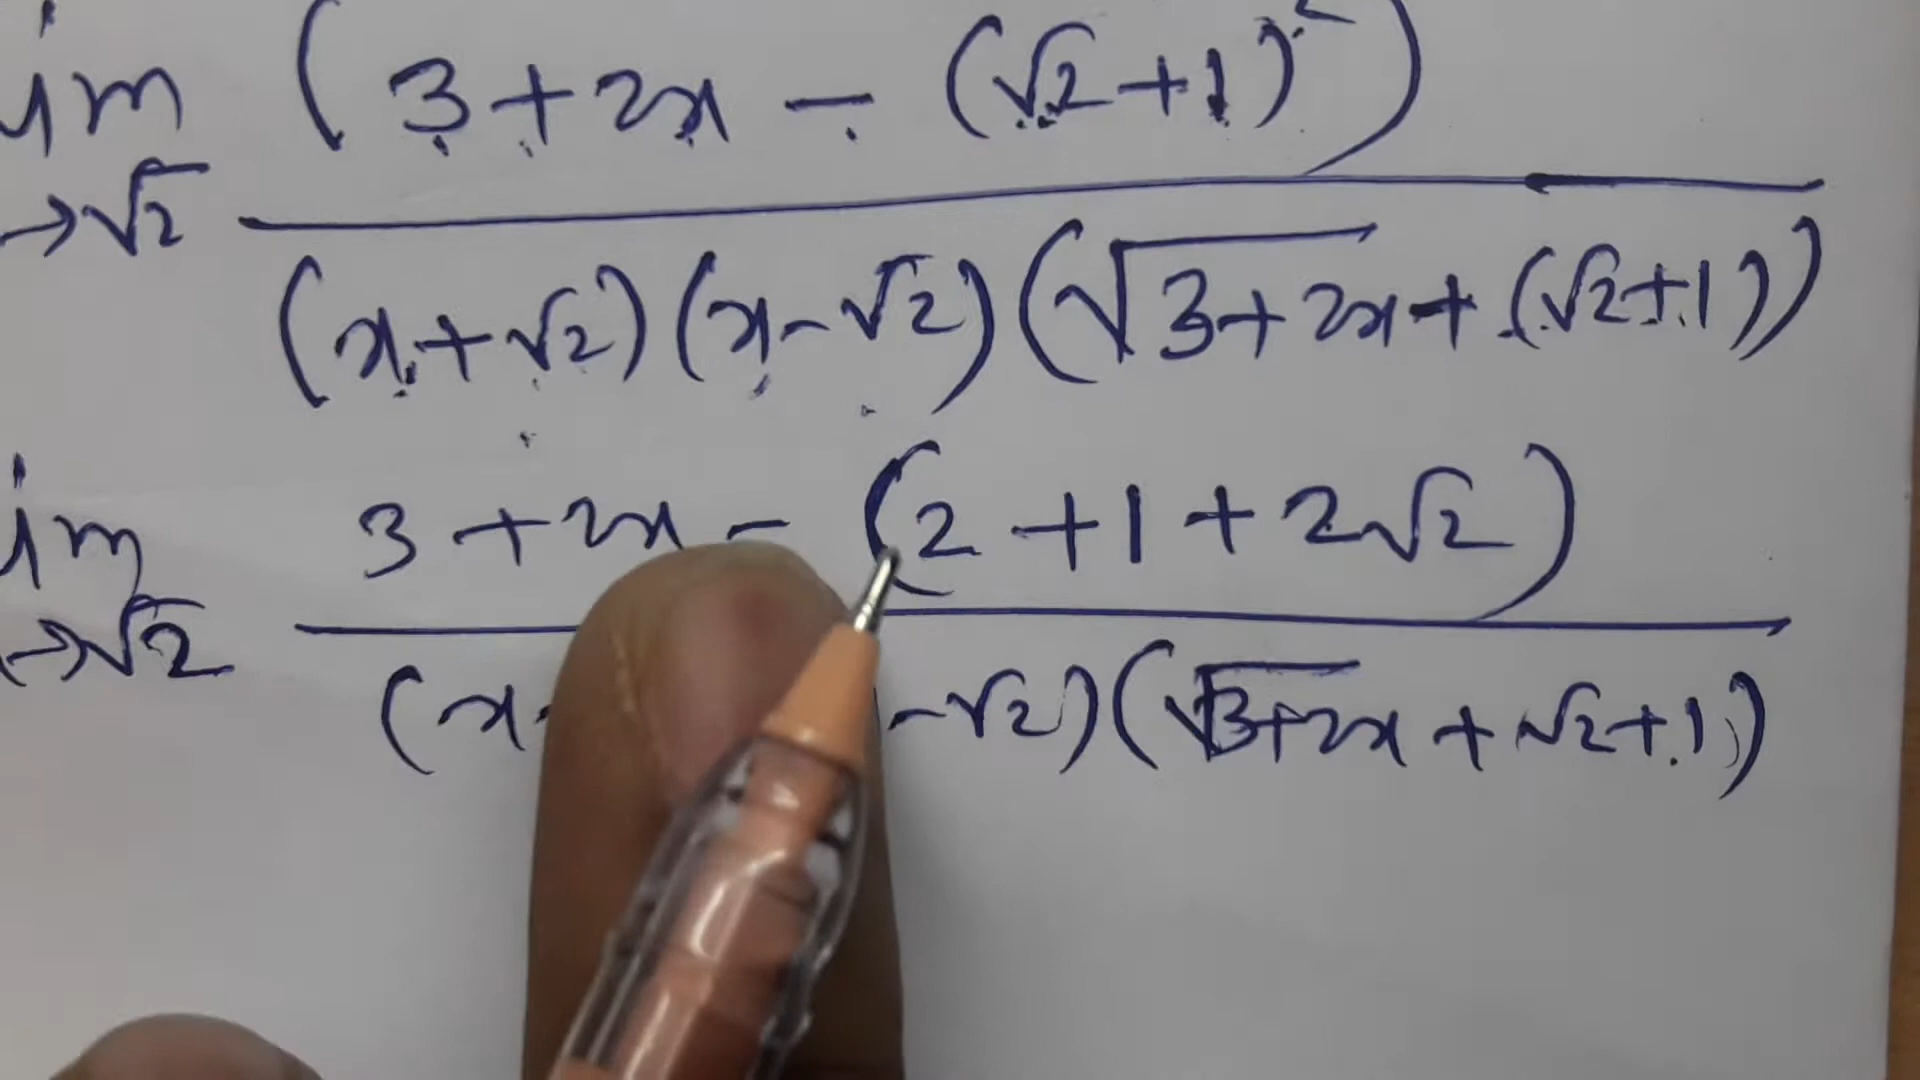 im (3+2x-(√2+1)²)
→√2 (x+√2)(x-√2)(√3+2x+(√2+1))
im 3+2x-(2+1+2√2)
→√2 (x -√2)(√3+2x+√2+1)